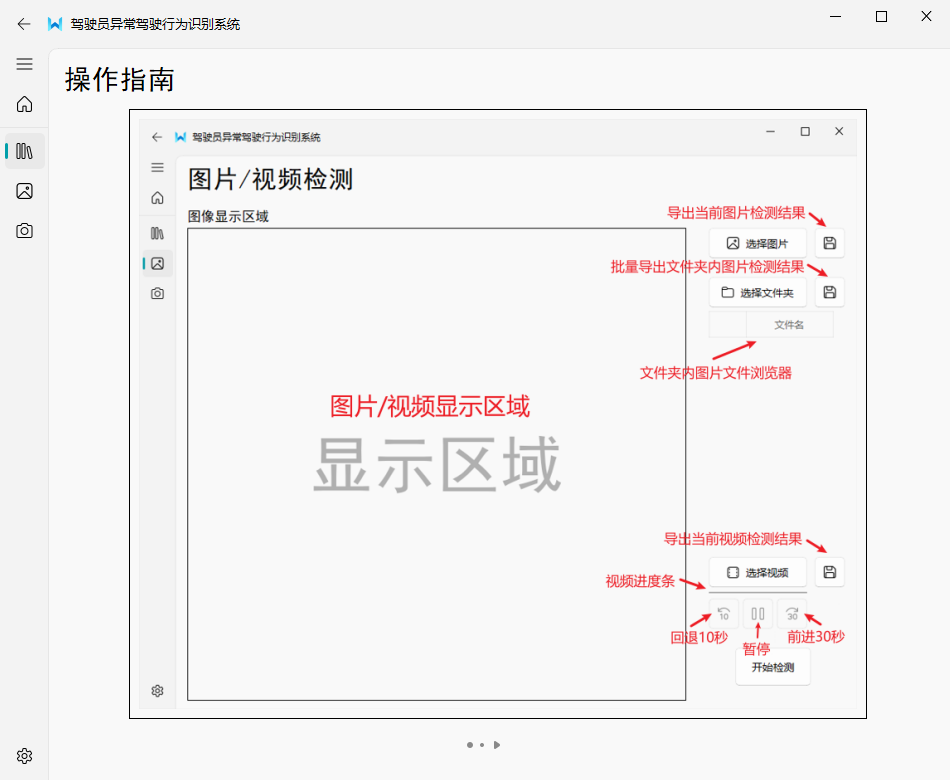 驾驶员异常驾驶行为识别系统
操作指南
驾驶员异常驾驶行为识别系统
图片/视频检测
图像显示区域
导出当前图片检测结果
选择图片
批量导出文件夹内图片检测结果
选择文件夹
文件名
文件夹内图片文件浏览器
图片/视频显示区域
显示区域
导出当前视频检测结果
选择视频
视频进度条
10
30
回退10秒
暂停
前进30秒
开始检测